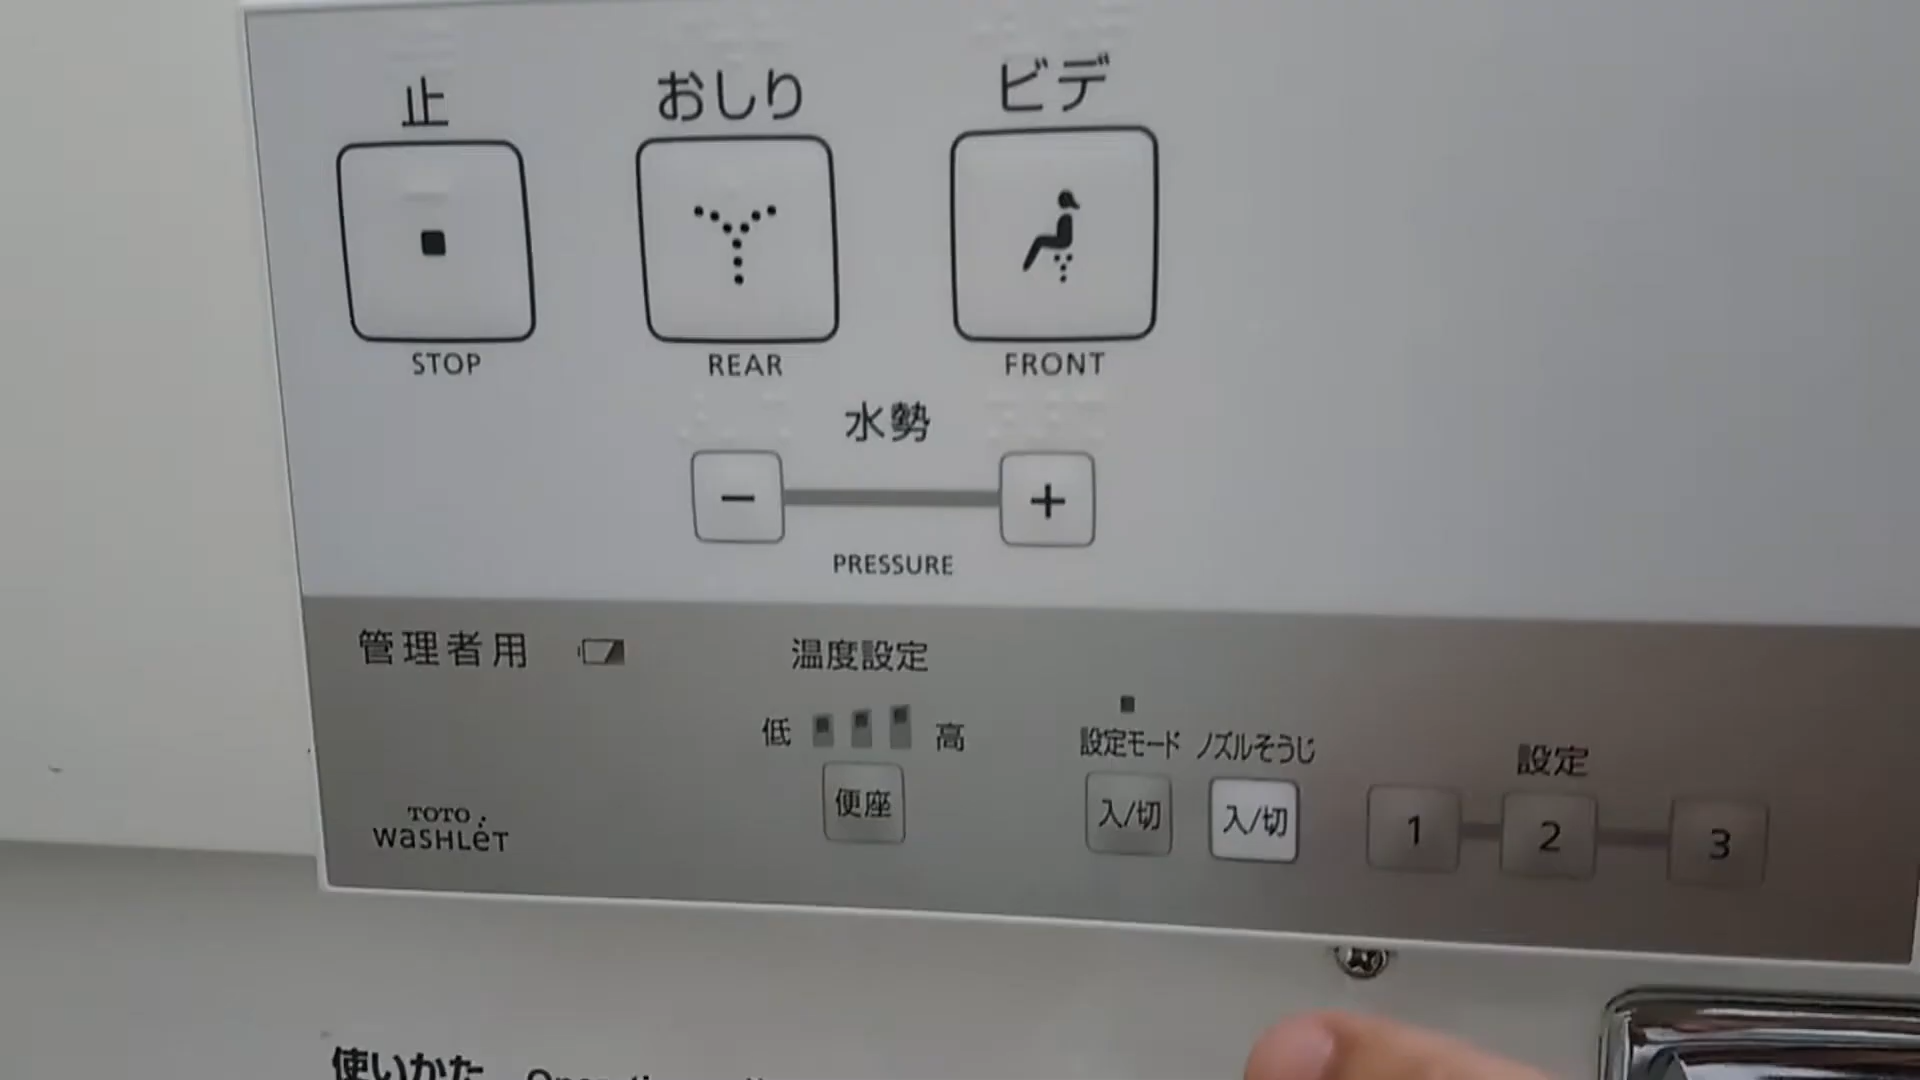 止 おしり ビデ
STOP REAR FRONT
水勢
− +
PRESSURE
管理者用 温度設定
低 高 設定モード ノズルそうじ 設定
便座 入/切 入/切 1 2 3
TOTO
WASHLET
使いかた